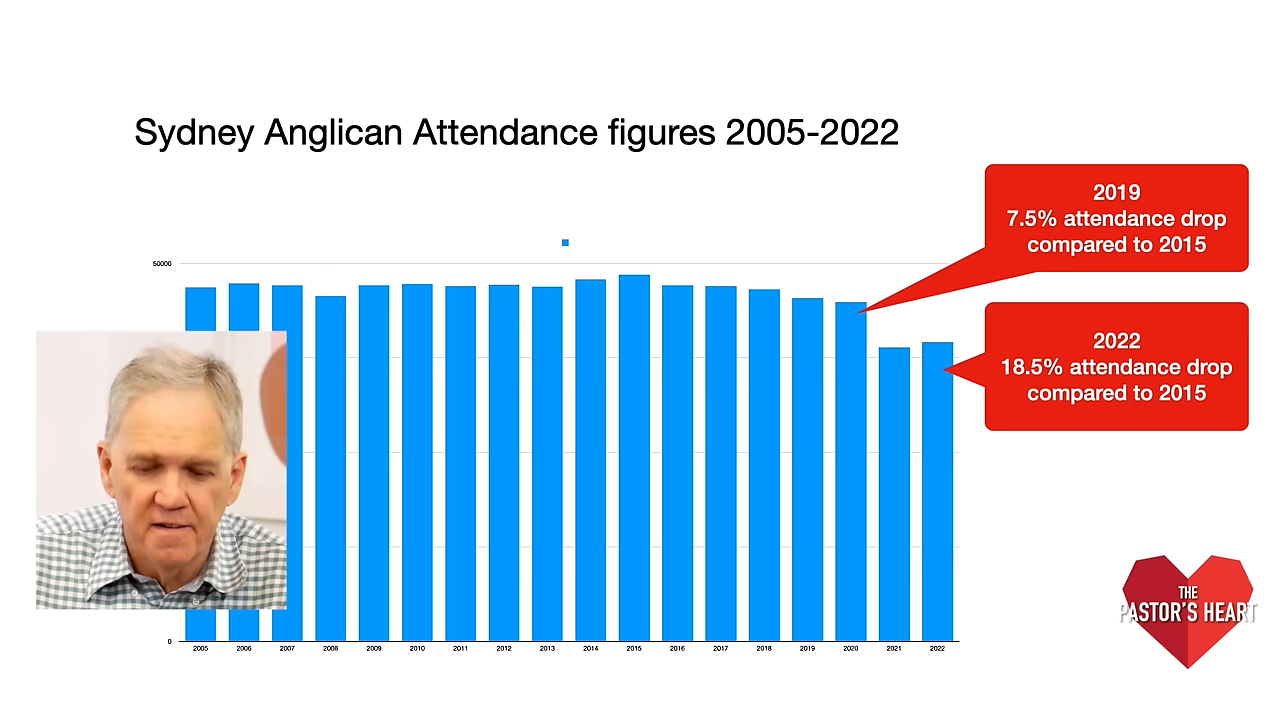 Sydney Anglican Attendance figures 2005-2022
2019
7.5% attendance drop
compared to 2015
50000
2022
18.5% attendance drop
compared to 2015
THE
PASTOR'S HEART
0
2005 2006 2007 2008 2009 2010 2011 2012 2013 2014 2015 2016 2017 2018 2019 2020 2021 2022